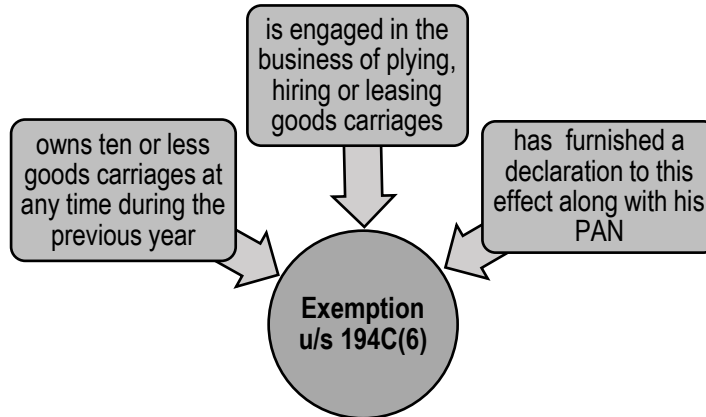 is engaged in the
business of plying,
hiring or leasing
goods carriages
owns ten or less
goods carriages at
any time during the
previous year
has furnished a
declaration to this
effect along with his
PAN
Exemption
u/s 194C(6)